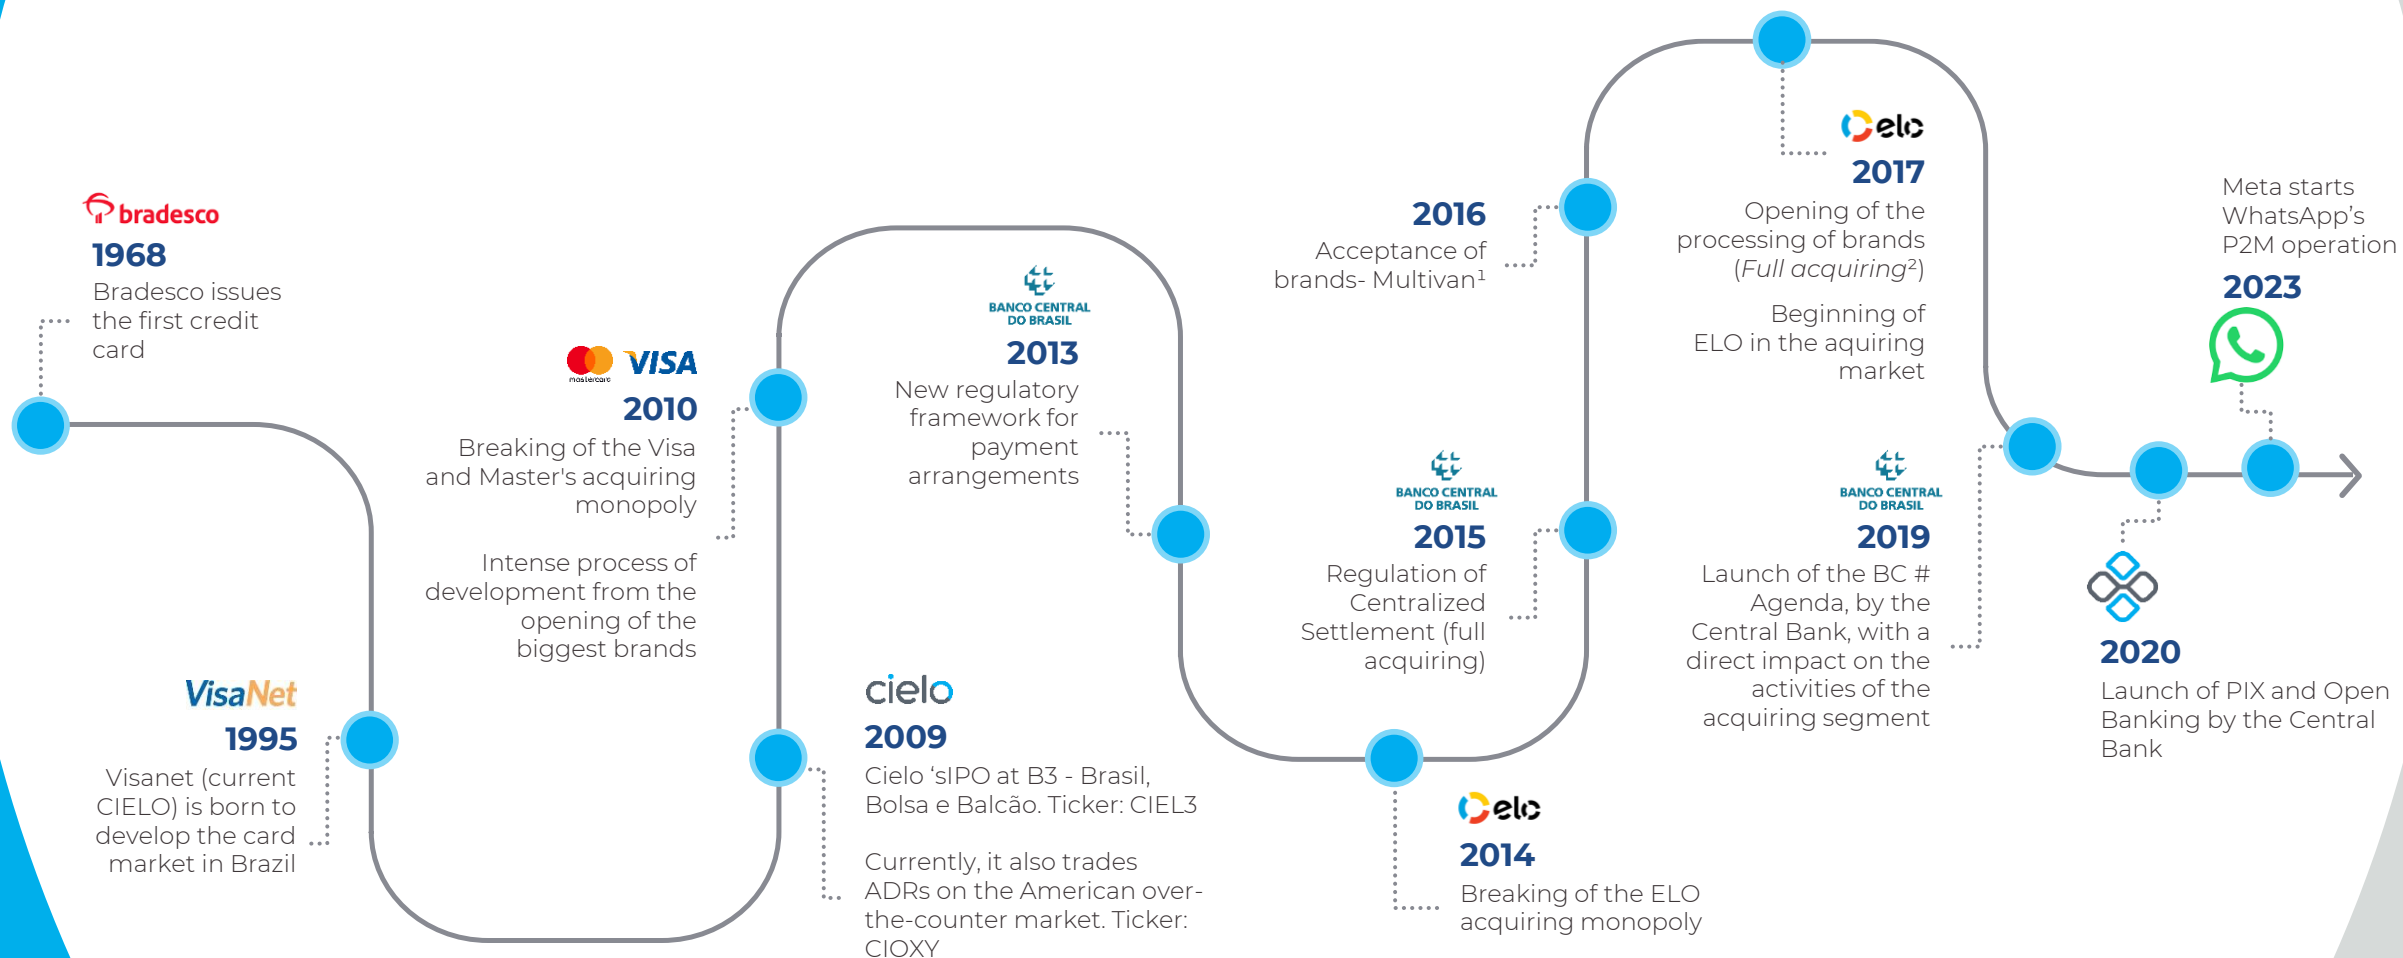 bradesco
1968
Bradesco issues
the first credit
card
VisaNet
1995
Visanet (current
CIELO) is born to
develop the card
market in Brazil
cielo
2009
Cielo ‘sIPO at B3 - Brasil,
Bolsa e Balcão. Ticker: CIEL3
Currently, it also trades
ADRs on the American over-
the-counter market. Ticker:
CIOXY
mastercard VISA
2010
Breaking of the Visa
and Master's acquiring
monopoly
Intense process of
development from the
opening of the
biggest brands
BANCO CENTRAL
DO BRASIL
2013
New regulatory
framework for
payment
arrangements
elo
2014
Breaking of the ELO
acquiring monopoly
BANCO CENTRAL
DO BRASIL
2015
Regulation of
Centralized
Settlement (full
acquiring)
2016
Acceptance of
brands- Multivan¹
elo
2017
Opening of the
processing of brands
(Full acquiring²)
Beginning of
ELO in the aquiring
market
BANCO CENTRAL
DO BRASIL
2019
Launch of the BC #
Agenda, by the
Central Bank, with a
direct impact on the
activities of the
acquiring segment
2020
Launch of PIX and Open
Banking by the Central
Bank
Meta starts
WhatsApp’s
P2M operation
2023